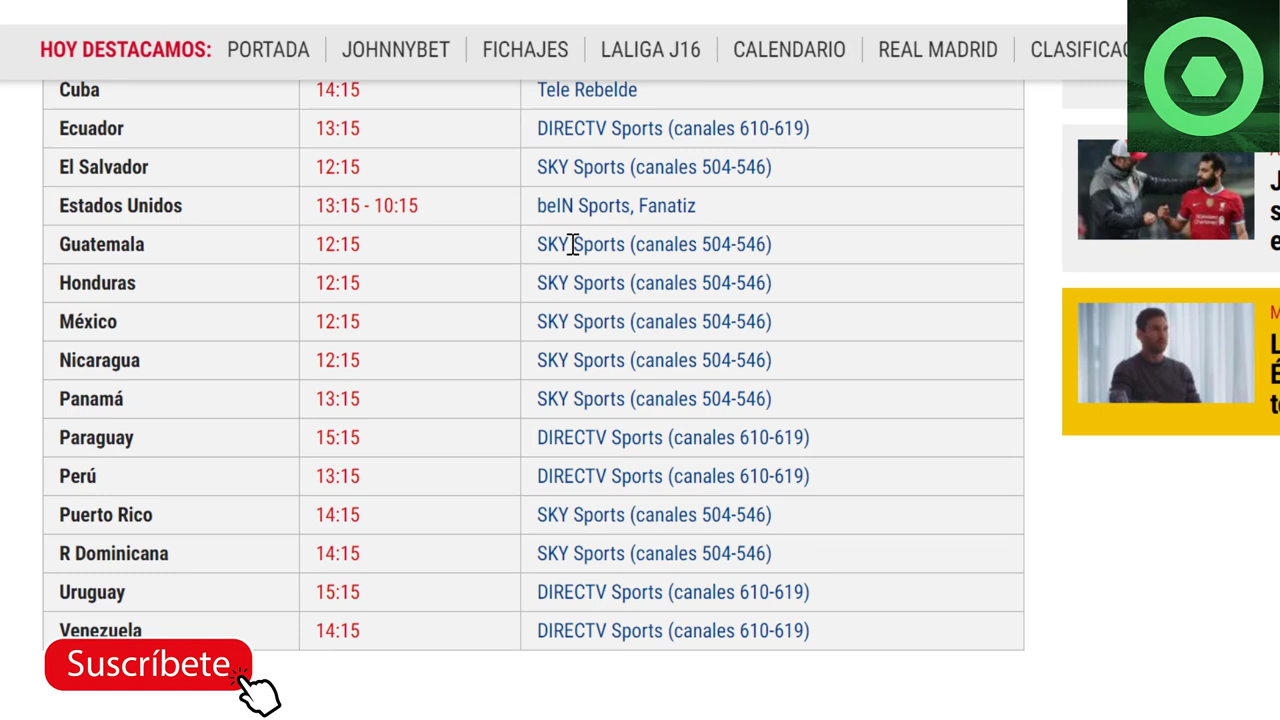 HOY DESTACAMOS: PORTADA JOHNNYBET FICHAJES LALIGA J16 CALENDARIO REAL MADRID
Cuba 14:15 Tele Rebelde
Ecuador 13:15 DIRECTV Sports (canales 610-619)
El Salvador 12:15 SKY Sports (canales 504-546)
Estados Unidos 13:15 - 10:15 beIN Sports, Fanatiz
Guatemala 12:15 SKY Sports (canales 504-546)
Honduras 12:15 SKY Sports (canales 504-546)
México 12:15 SKY Sports (canales 504-546)
Nicaragua 12:15 SKY Sports (canales 504-546)
Panamá 13:15 SKY Sports (canales 504-546)
Paraguay 15:15 DIRECTV Sports (canales 610-619)
Perú 13:15 DIRECTV Sports (canales 610-619)
Puerto Rico 14:15 SKY Sports (canales 504-546)
R Dominicana 14:15 SKY Sports (canales 504-546)
Uruguay 15:15 DIRECTV Sports (canales 610-619)
Venezuela 14:15 DIRECTV Sports (canales 610-619)
Suscríbete